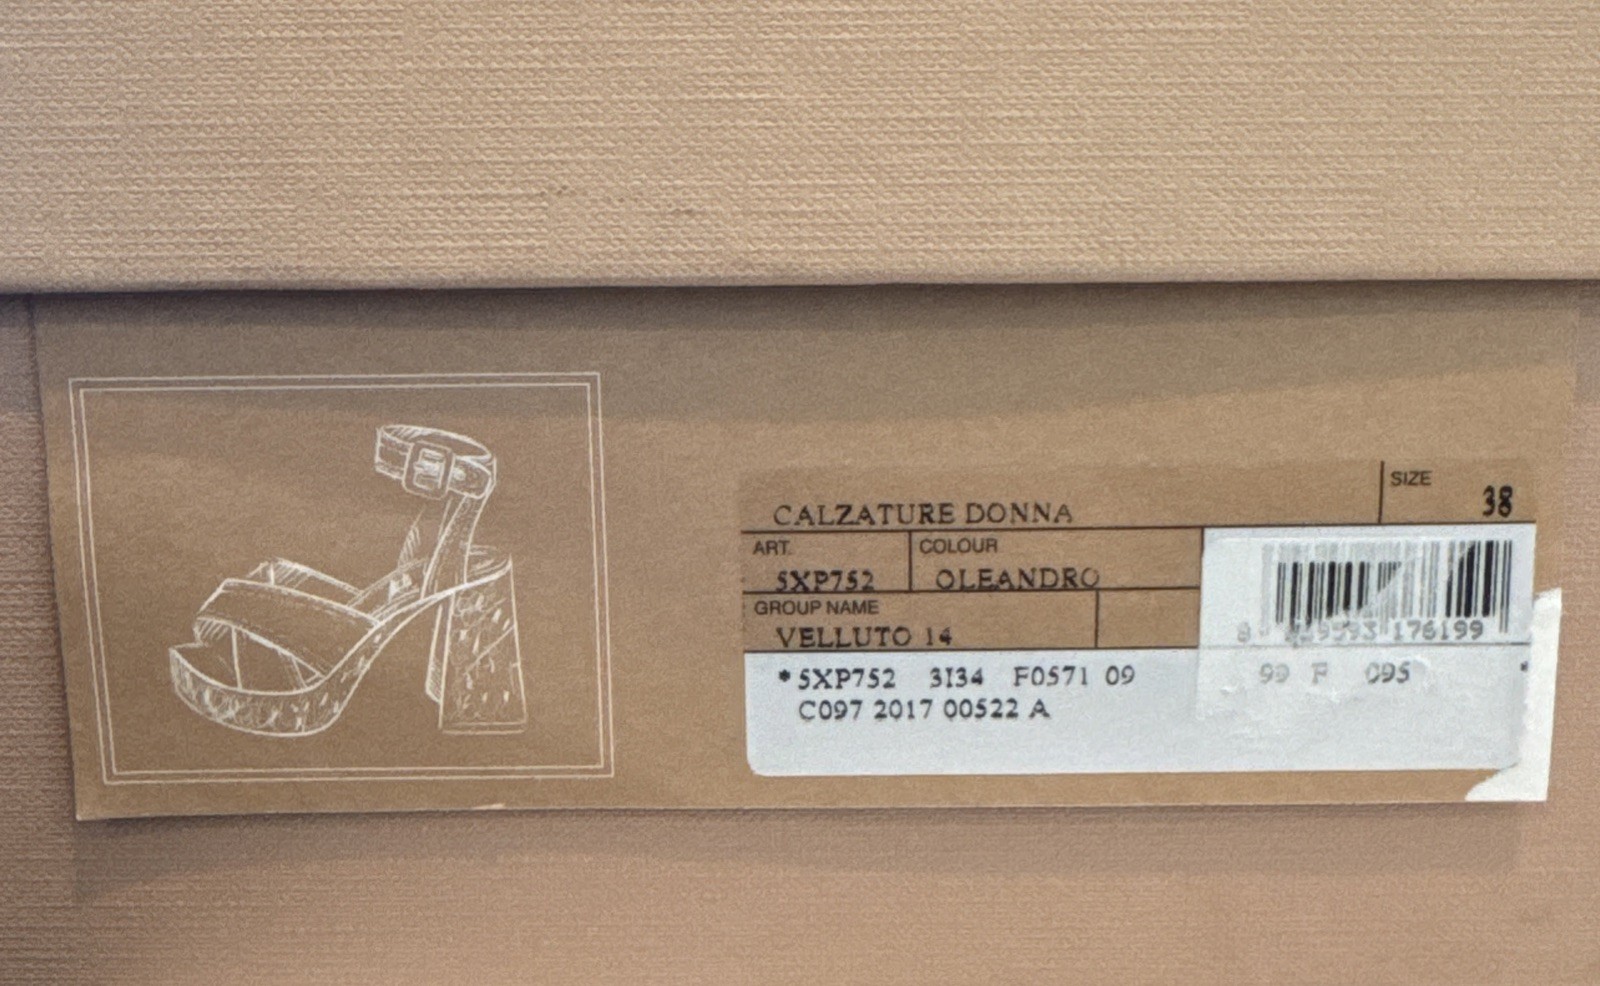 SIZE
38
CALZATURE DONNA
ART. COLOUR
5XP752 OLEANDRO
GROUP NAME
VELLUTO 14
176199
*5XP752 3I34 F0571 09 99 F 095 *
C097 2017 00522 A